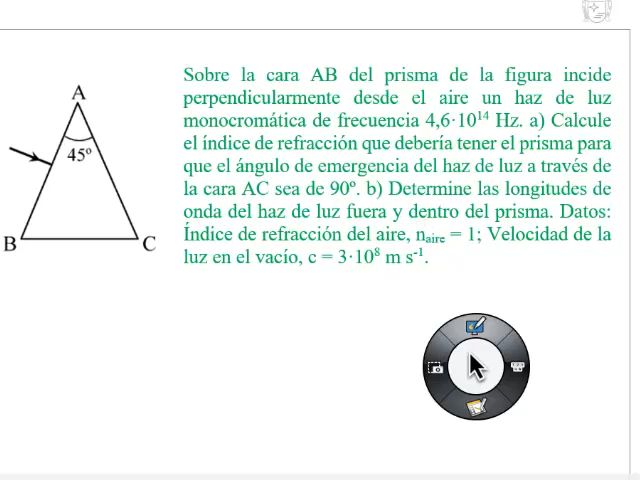 Sobre la cara AB del prisma de la figura incide
perpendicularmente desde el aire un haz de luz
monocromática de frecuencia 4,6·10¹⁴ Hz. a) Calcule
el índice de refracción que debería tener el prisma para
que el ángulo de emergencia del haz de luz a través de
la cara AC sea de 90º. b) Determine las longitudes de
onda del haz de luz fuera y dentro del prisma. Datos:
Índice de refracción del aire, nₐᵢᵣₑ = 1; Velocidad de la
luz en el vacío, c = 3·10⁸ m s⁻¹.
A
45º
B
C